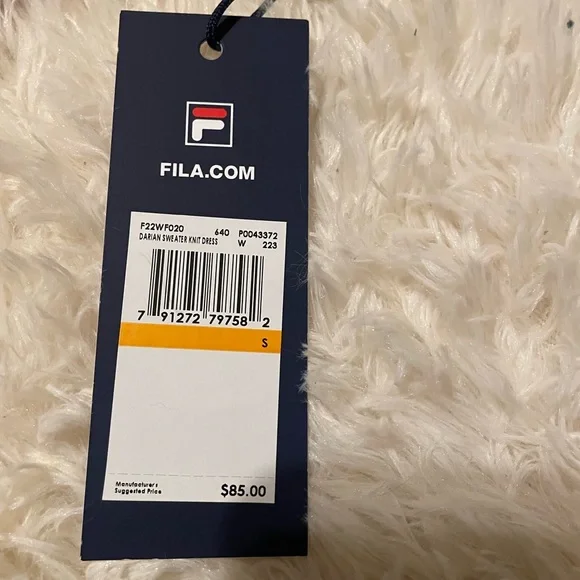 FILA.COM
F22WF020 640 P0043372
DARIAN SWEATER KNIT DRESS W 223
7 91272 79758 2
S
Manufacturers
Suggested Price $85.00